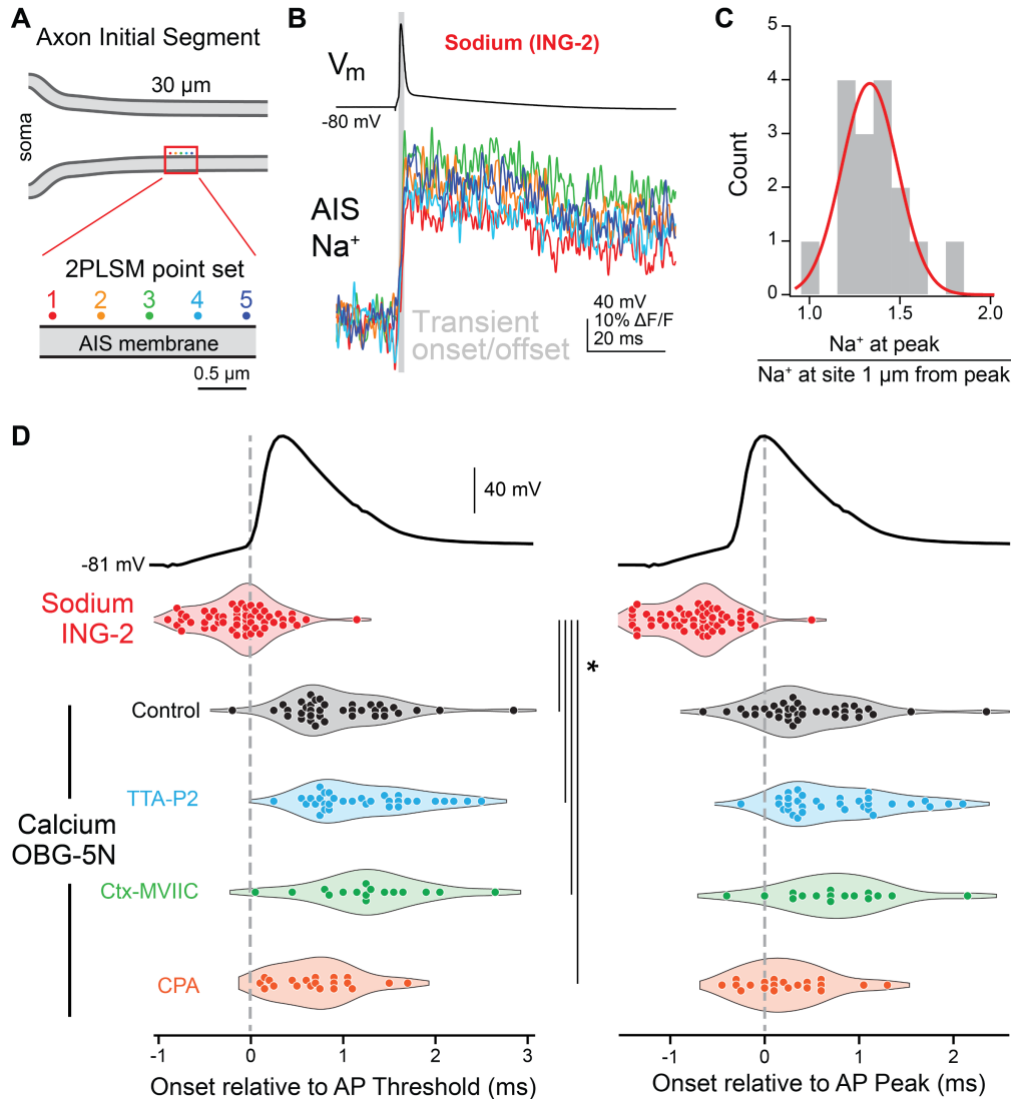 A
Axon Initial Segment
30 µm
soma
2PLSM point set
1 2 3 4 5
AIS membrane
0.5 µm
B
Sodium (ING-2)
Vm
-80 mV
AIS
Na⁺
Transient
onset/offset
40 mV
10% ΔF/F
20 ms
C
Count
5
4
3
2
1
0
1.0 1.5 2.0
Na⁺ at peak
Na⁺ at site 1 µm from peak
D
40 mV
-81 mV
Sodium
ING-2
*
Control
TTA-P2
Calcium
OBG-5N
Ctx-MVIIC
CPA
-1 0 1 2 3
Onset relative to AP Threshold (ms)
-1 0 1 2
Onset relative to AP Peak (ms)